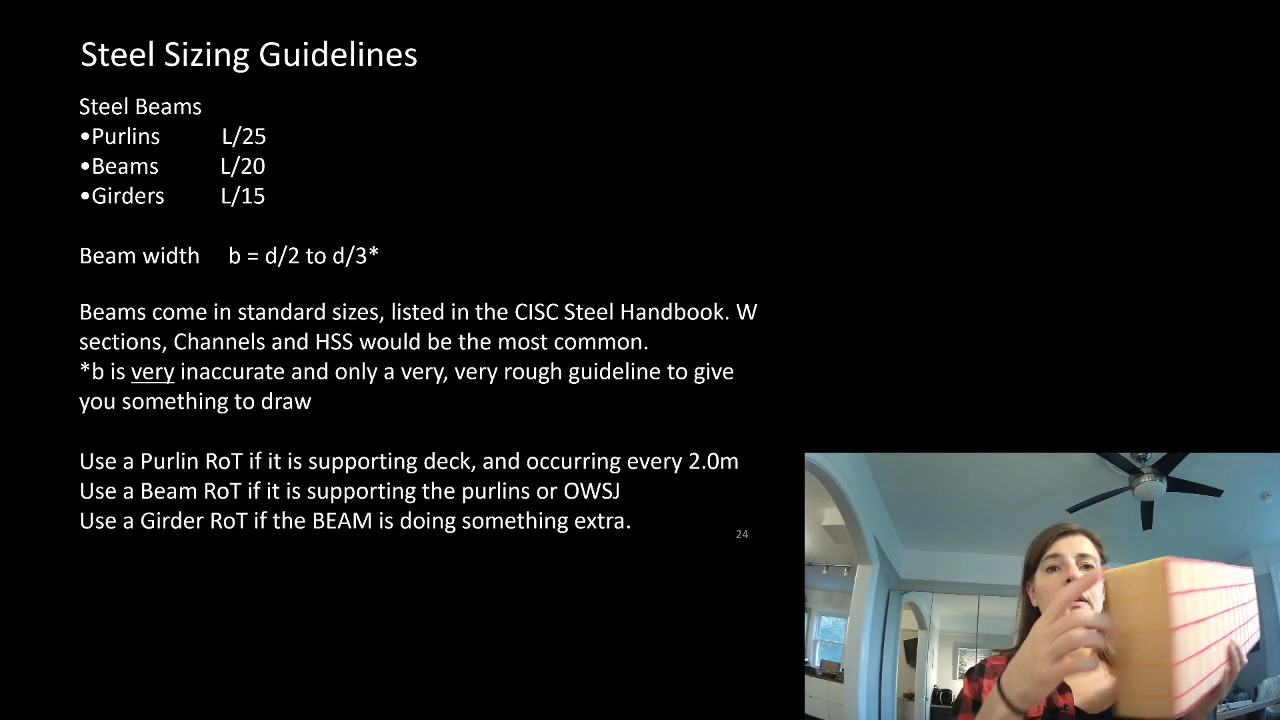 Steel Sizing Guidelines
Steel Beams
•Purlins L/25
•Beams L/20
•Girders L/15
Beam width b = d/2 to d/3*
Beams come in standard sizes, listed in the CISC Steel Handbook. W
sections, Channels and HSS would be the most common.
*b is very inaccurate and only a very, very rough guideline to give
you something to draw
Use a Purlin RoT if it is supporting deck, and occurring every 2.0m
Use a Beam RoT if it is supporting the purlins or OWSJ
Use a Girder RoT if the BEAM is doing something extra.
24